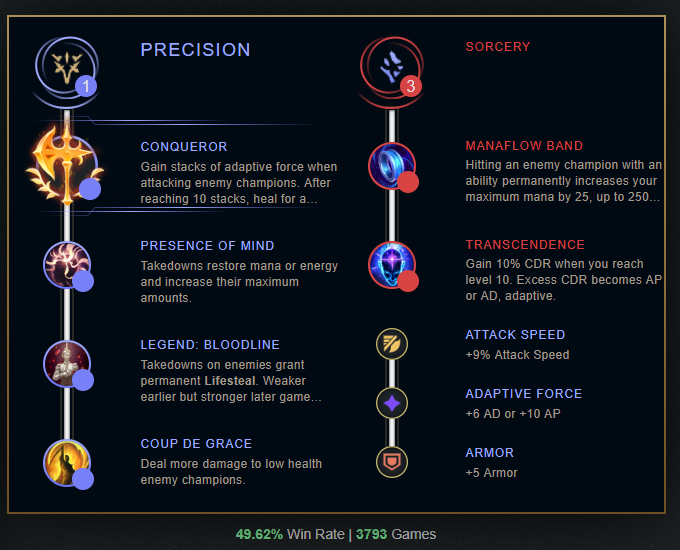 PRECISION
1
CONQUEROR
Gain stacks of adaptive force when
attacking enemy champions. After
reaching 10 stacks, heal for a...
PRESENCE OF MIND
Takedowns restore mana or energy
and increase their maximum
amounts.
LEGEND: BLOODLINE
Takedowns on enemies grant
permanent Lifesteal. Weaker
earlier but stronger later game...
COUP DE GRACE
Deal more damage to low health
enemy champions.
SORCERY
3
MANAFLOW BAND
Hitting an enemy champion with an
ability permanently increases your
maximum mana by 25, up to 250...
TRANSCENDENCE
Gain 10% CDR when you reach
level 10. Excess CDR becomes AP
or AD, adaptive.
ATTACK SPEED
+9% Attack Speed
ADAPTIVE FORCE
+6 AD or +10 AP
ARMOR
+5 Armor
49.62% Win Rate | 3793 Games